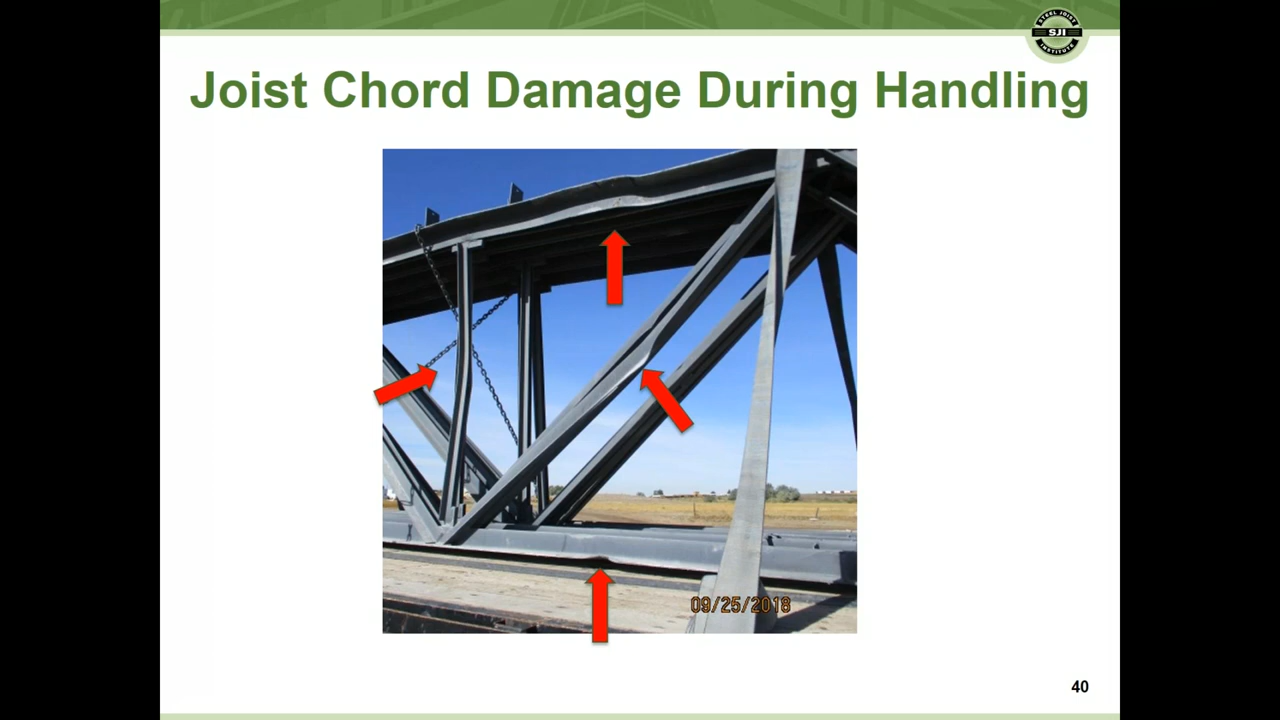 STEEL JOIST
SJI
INSTITUTE
Joist Chord Damage During Handling
09/25/2018
40